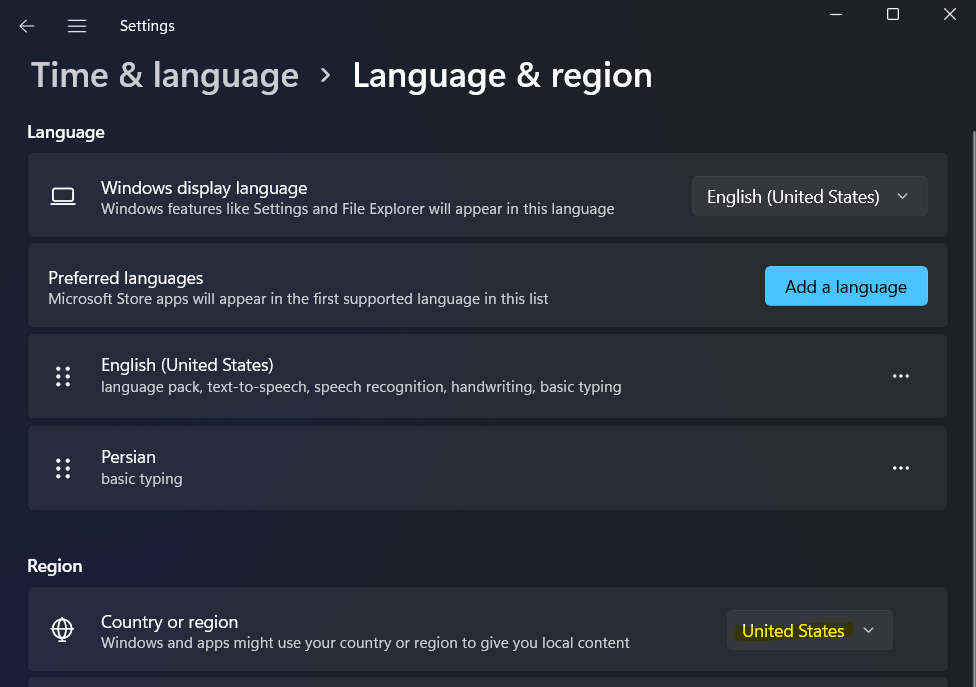 Settings
Time & language > Language & region
Language
Windows display language
Windows features like Settings and File Explorer will appear in this language
English (United States)
Preferred languages
Microsoft Store apps will appear in the first supported language in this list
Add a language
English (United States)
language pack, text-to-speech, speech recognition, handwriting, basic typing
Persian
basic typing
Region
Country or region
Windows and apps might use your country or region to give you local content
United States